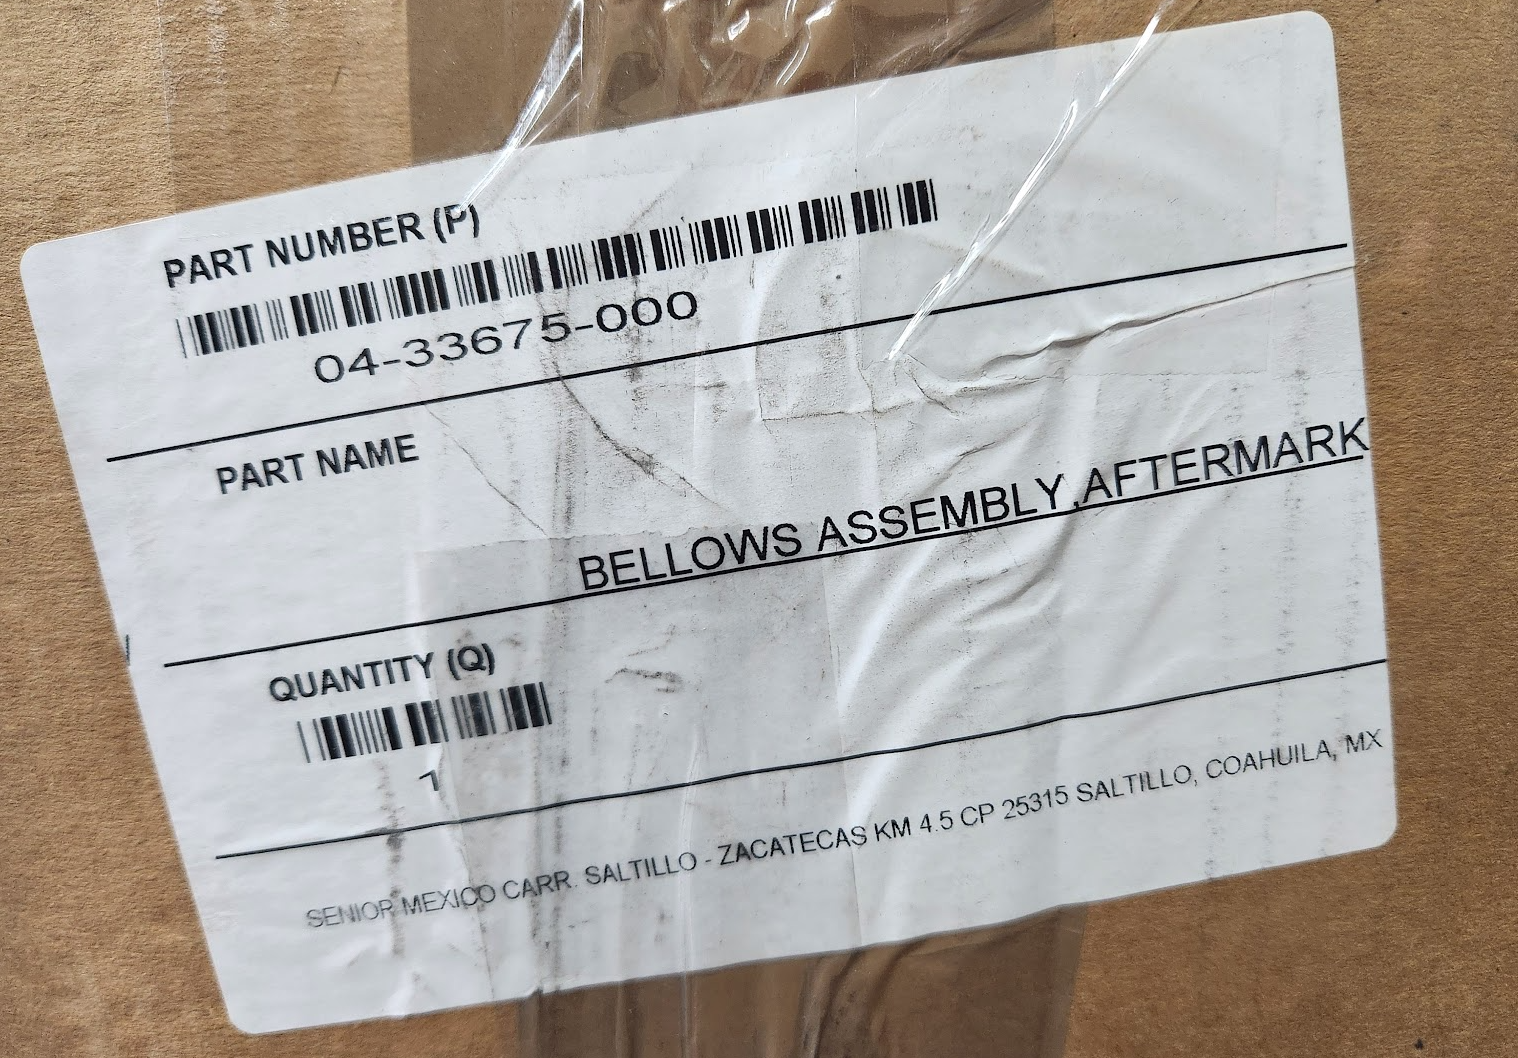 PART NUMBER (P)
04-33675-000
PART NAME
BELLOWS ASSEMBLY,AFTERMARK
QUANTITY (Q)
1
SENIOR MEXICO CARR. SALTILLO - ZACATECAS KM 4.5 CP 25315 SALTILLO, COAHUILA, MX